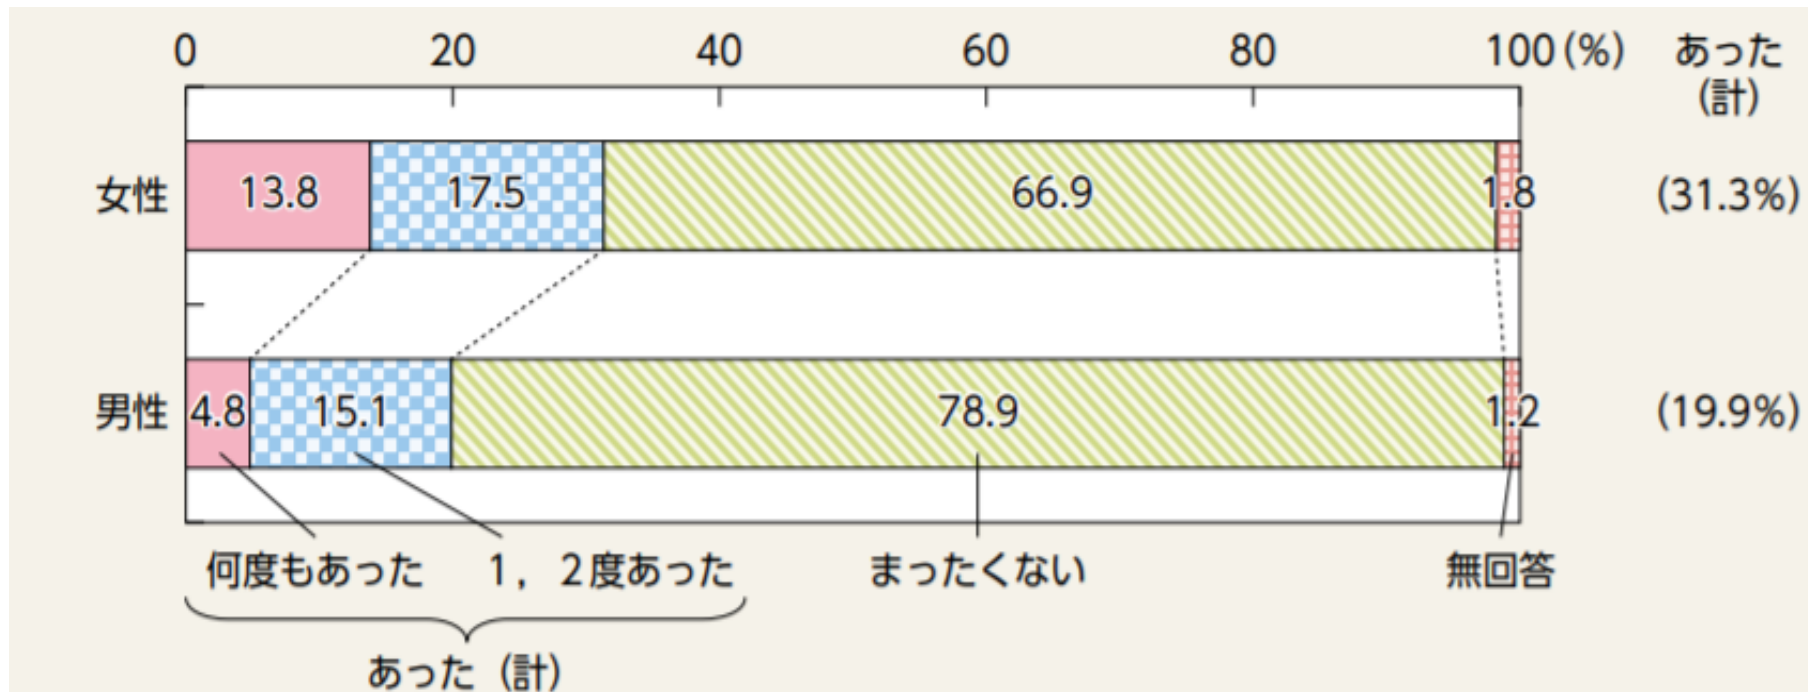 0 20 40 60 80 100(%) あった
(計)
女性 13.8 17.5 66.9 1.8 (31.3%)
男性 4.8 15.1 78.9 1.2 (19.9%)
何度もあった 1，2度あった まったくない 無回答
あった（計）